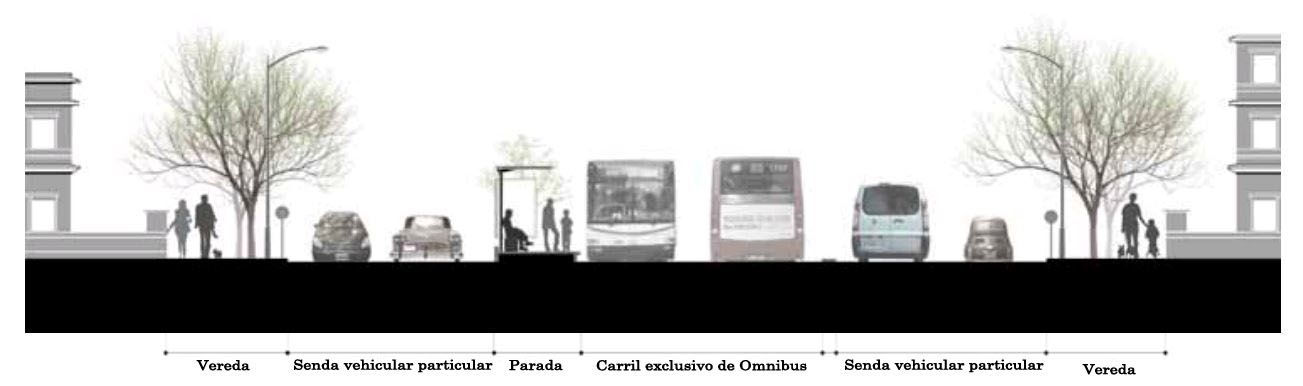 Vereda
Senda vehicular particular
Parada
Carril exclusivo de Omnibus
Senda vehicular particular
Vereda